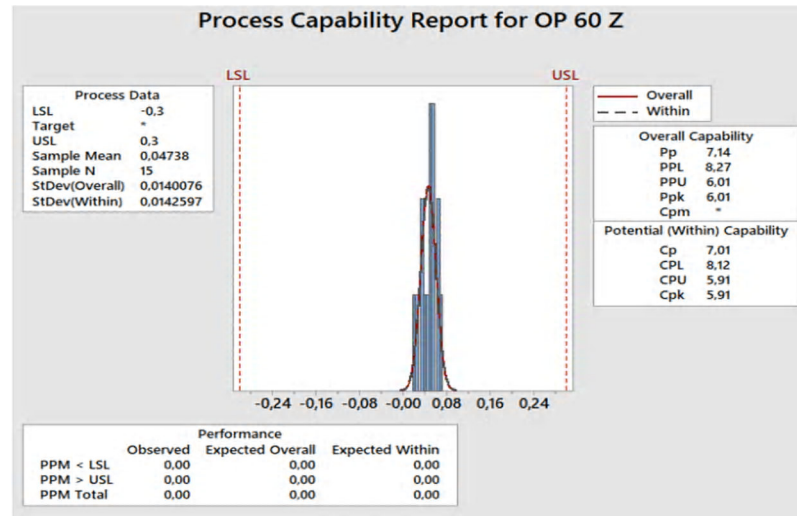 Process Capability Report for OP 60 Z
LSL
USL
Process Data
LSL -0,3
Target *
USL 0,3
Sample Mean 0,04738
Sample N 15
StDev(Overall) 0,0140076
StDev(Within) 0,0142597
Overall
Within
Overall Capability
Pp 7,14
PPL 8,27
PPU 6,01
Ppk 6,01
Cpm *
Potential (Within) Capability
Cp 7,01
CPL 8,12
CPU 5,91
Cpk 5,91
-0,24 -0,16 -0,08 -0,00 0,08 0,16 0,24
Performance
Observed Expected Overall Expected Within
PPM < LSL 0,00 0,00 0,00
PPM > USL 0,00 0,00 0,00
PPM Total 0,00 0,00 0,00